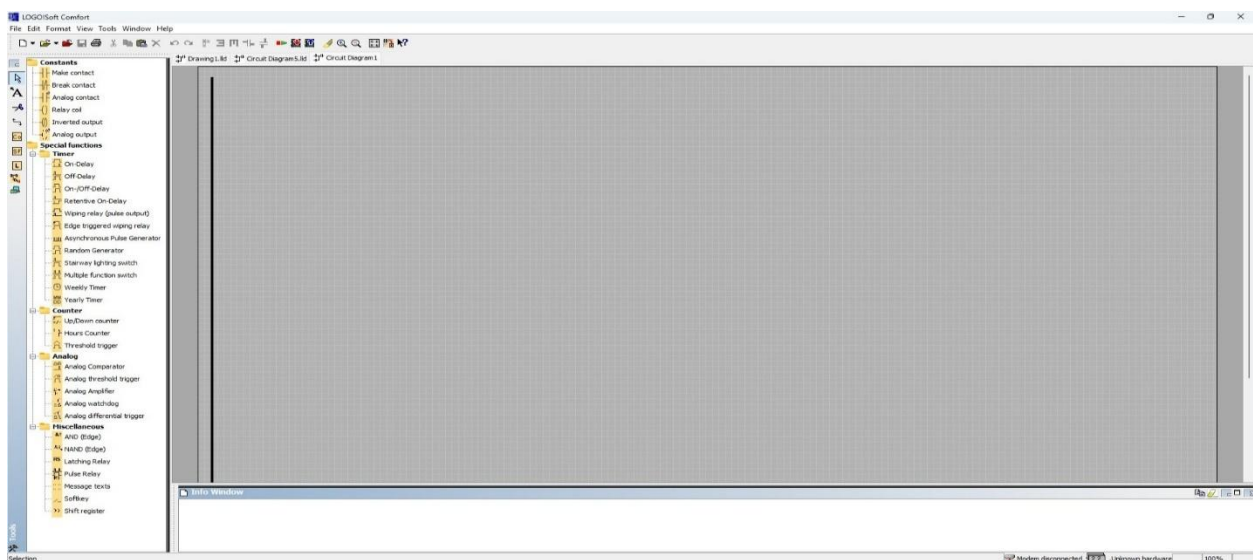 LOGO!Soft Comfort
File Edit Format View Tools Window Help
Drawing1.lld Circuit Diagram5.lld Circuit Diagram1
Constants
Make contact
Break contact
Analog contact
Relay coil
Inverted output
Analog output
Special functions
Timer
On-Delay
Off-Delay
On-/Off-Delay
Retentive On-Delay
Wiping relay (pulse output)
Edge triggered wiping relay
Asynchronous Pulse Generator
Random Generator
Stairway lighting switch
Multiple function switch
Weekly Timer
Yearly Timer
Counter
Up/Down counter
Hours Counter
Threshold trigger
Analog
Analog Comparator
Analog threshold trigger
Analog Amplifier
Analog watchdog
Analog differential trigger
Miscellaneous
AND (Edge)
NAND (Edge)
Latching Relay
Pulse Relay
Message texts
Softkey
Shift register
Tools
Info Window
Selection
Modem disconnected Unknown hardware 100%